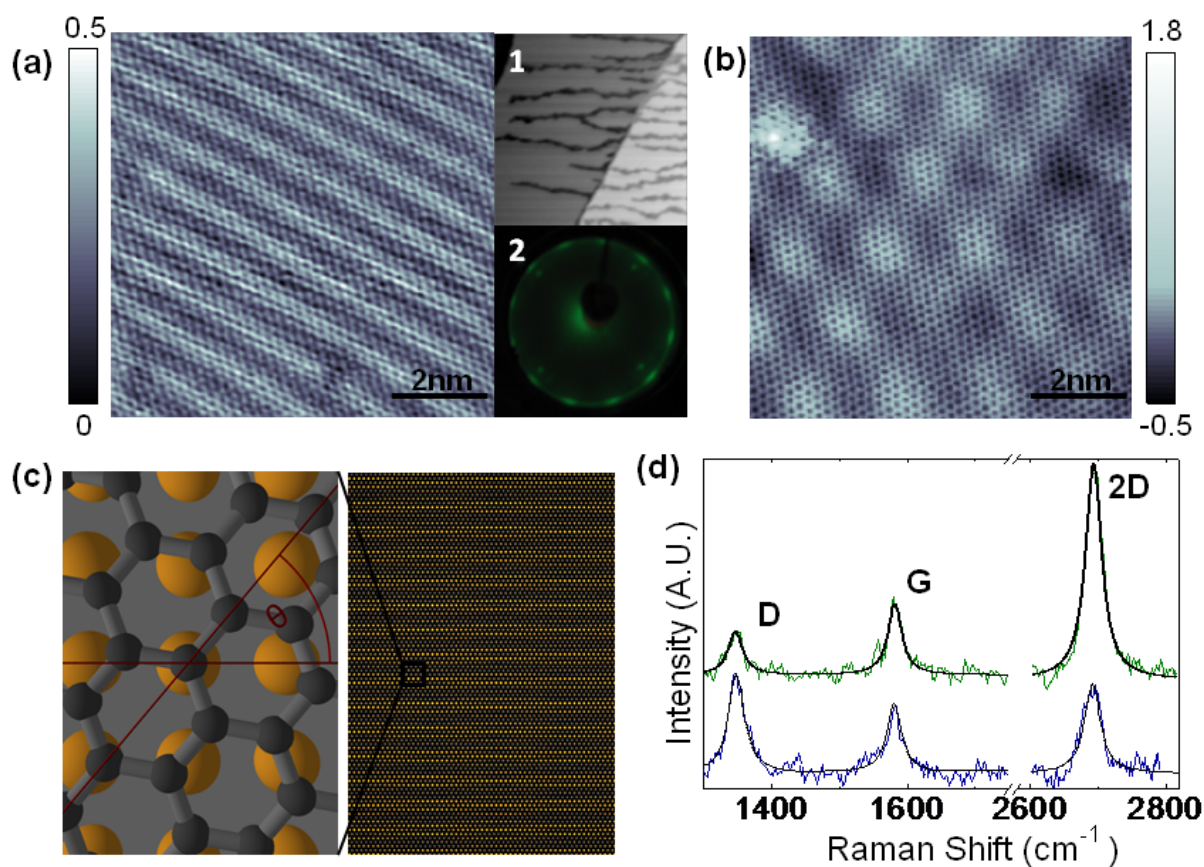 (a)
0.5
0
1
2
2nm
(b)
1.8
-0.5
2nm
(c)
θ
(d)
Intensity (A.U.)
D
G
2D
1400
1600
2600
2800
Raman Shift (cm⁻¹)